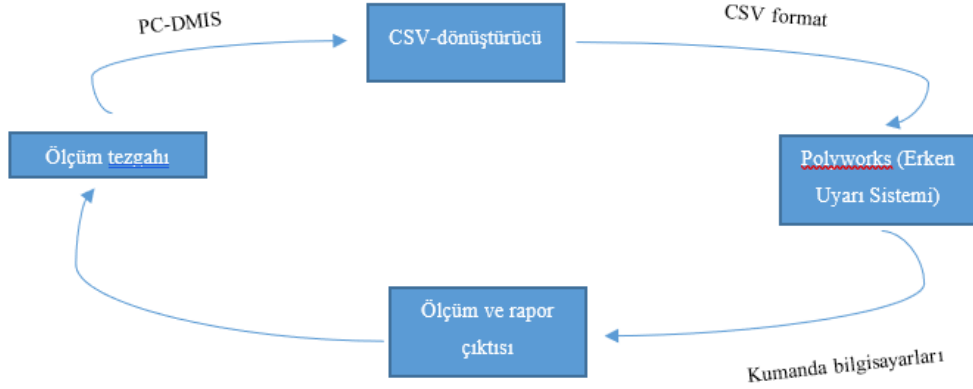 PC-DMIS
CSV-dönüştürücü
CSV format
Ölçüm tezgahı
Polyworks (Erken
Uyarı Sistemi)
Ölçüm ve rapor
çıktısı
Kumanda bilgisayarları